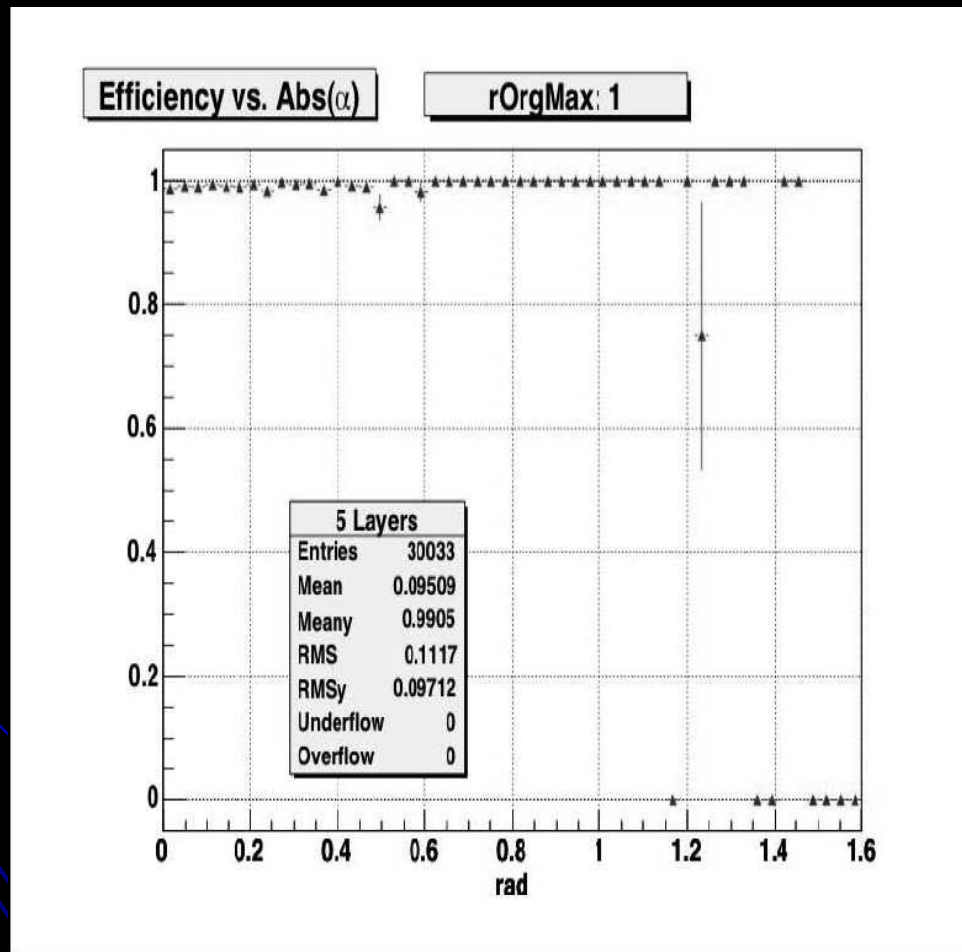 Efficiency vs. Abs(α)
rOrgMax: 1
1
0.8
0.6
0.4
0.2
0
5 Layers
Entries 30033
Mean 0.09509
Meany 0.9905
RMS 0.1117
RMSy 0.09712
Underflow 0
Overflow 0
0 0.2 0.4 0.6 0.8 1 1.2 1.4 1.6
rad